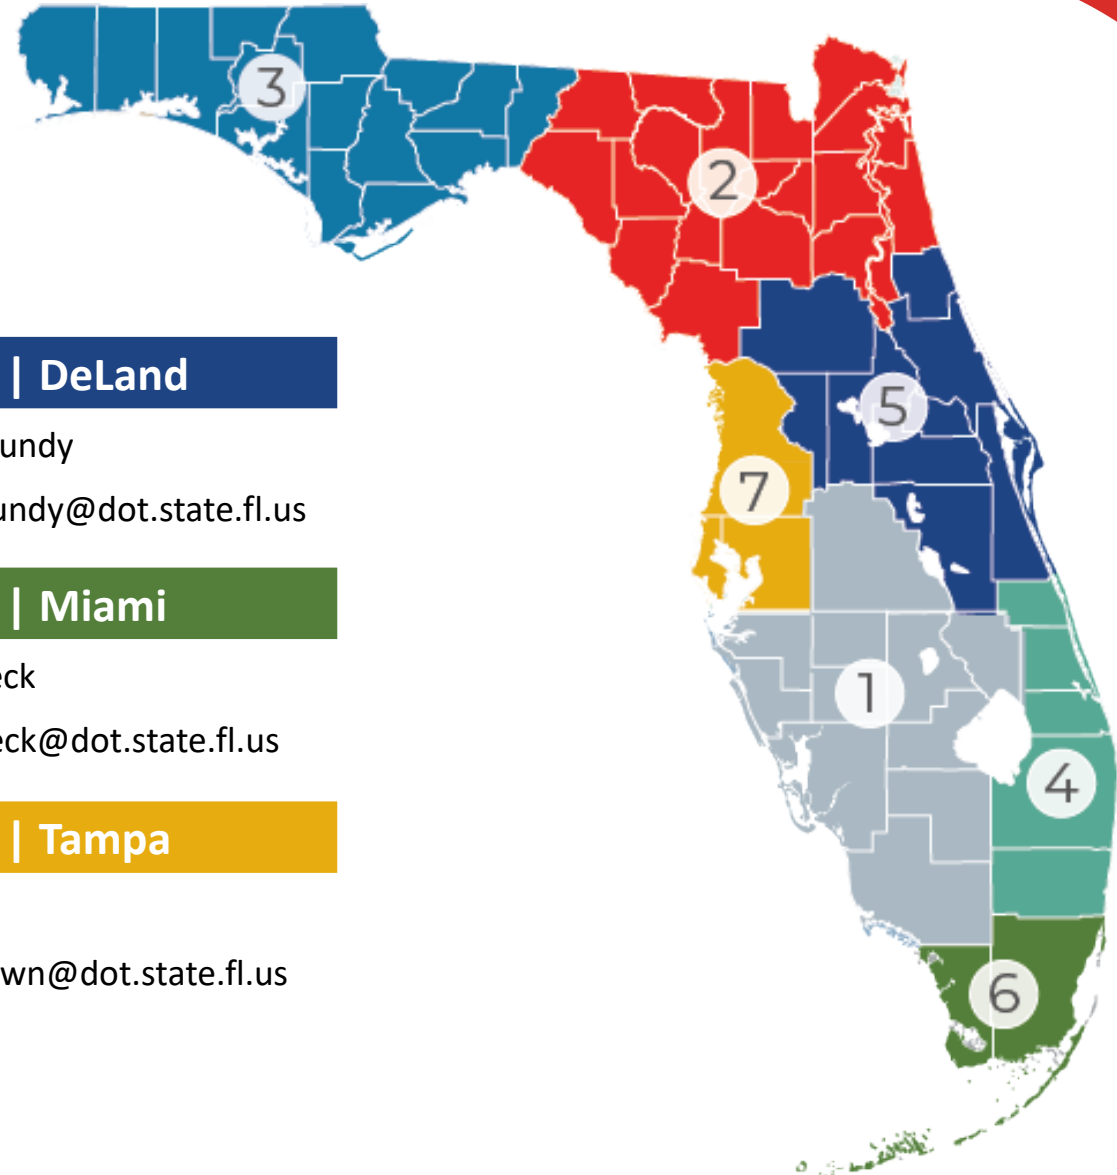 | DeLand
undy
undy@dot.state.fl.us
| Miami
eck
eck@dot.state.fl.us
| Tampa
wn@dot.state.fl.us
3
2
5
7
1
4
6